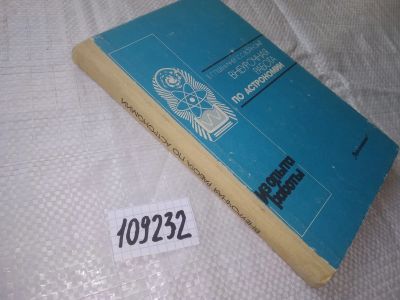 ВНЕУРОЧНАЯ
РАБОТА
ПО АСТРОНОМИИ
из опыта
работы
ВНЕУРОЧНАЯ РАБОТА ПО АСТРОНОМИИ
109232